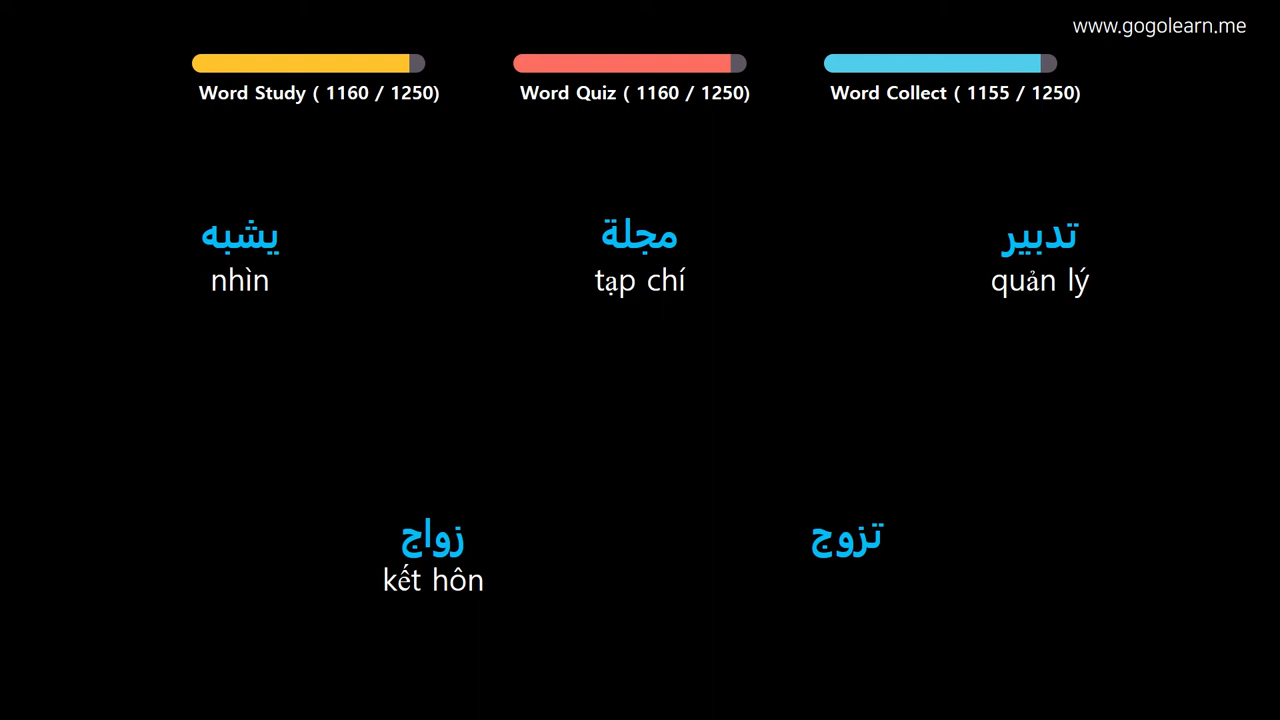 www.gogolearn.me
Word Study ( 1160 / 1250)
Word Quiz ( 1160 / 1250)
Word Collect ( 1155 / 1250)
يشبه
nhìn
مجلة
tạp chí
تدبير
quản lý
زواج
kết hôn
تزوج